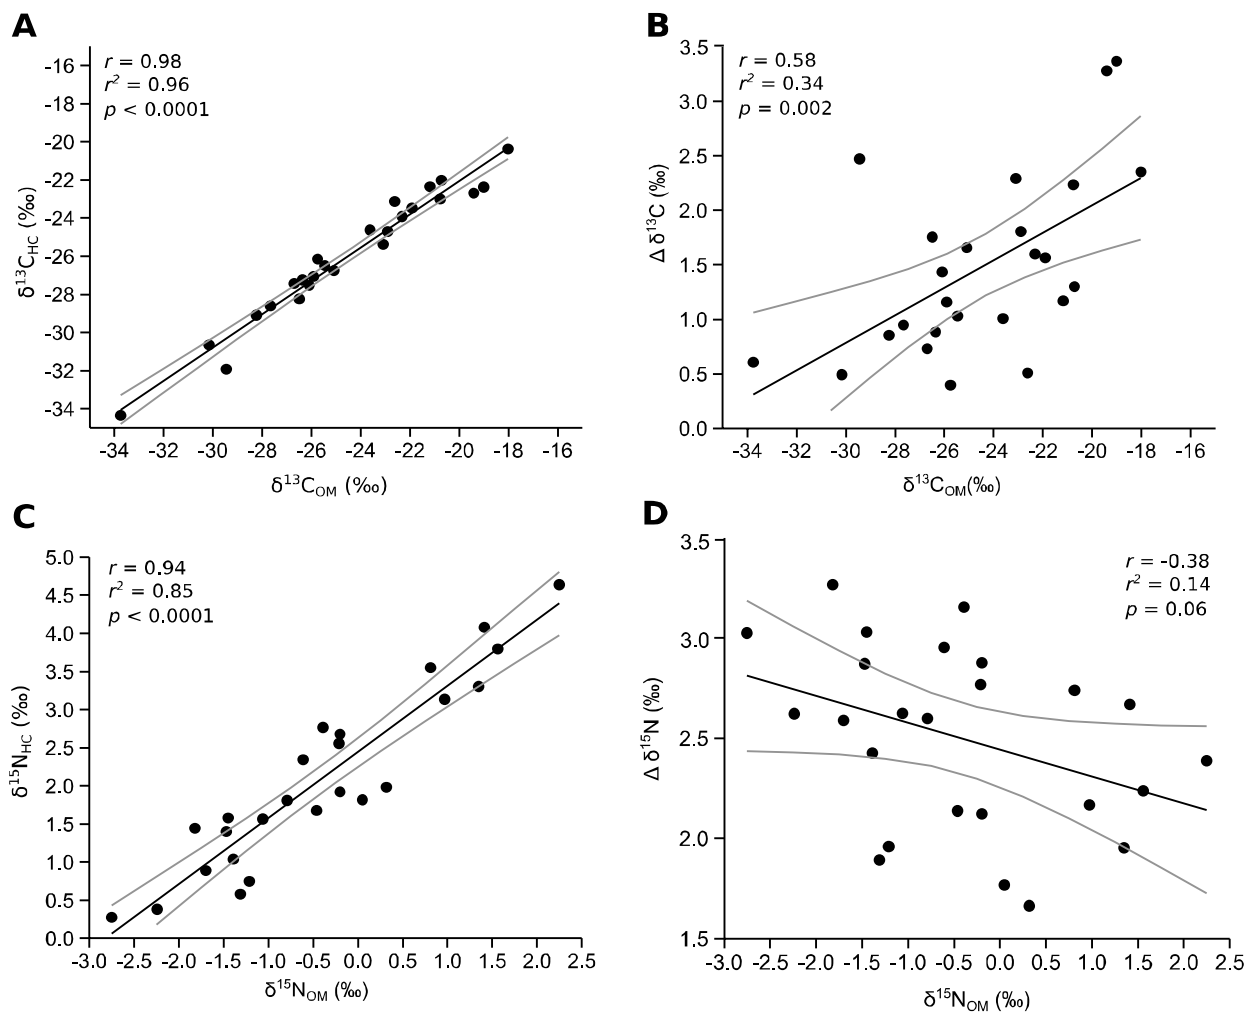 A
r = 0.98
r² = 0.96
p < 0.0001
-16
-18
-20
-22
-24
-26
-28
-30
-32
-34
δ¹³C_HC (‰)
-34 -32 -30 -28 -26 -24 -22 -20 -18 -16
δ¹³C_OM (‰)
B
r = 0.58
r² = 0.34
p = 0.002
3.5
3.0
2.5
2.0
1.5
1.0
0.5
0.0
Δ δ¹³C (‰)
-34 -32 -30 -28 -26 -24 -22 -20 -18 -16
δ¹³C_OM(‰)
C
r = 0.94
r² = 0.85
p < 0.0001
5.0
4.5
4.0
3.5
3.0
2.5
2.0
1.5
1.0
0.5
0.0
δ¹⁵N_HC (‰)
-3.0 -2.5 -2.0 -1.5 -1.0 -0.5 0.0 0.5 1.0 1.5 2.0 2.5
δ¹⁵N_OM (‰)
D
r = -0.38
r² = 0.14
p = 0.06
3.5
3.0
2.5
2.0
1.5
Δ δ¹⁵N (‰)
-3.0 -2.5 -2.0 -1.5 -1.0 -0.5 0.0 0.5 1.0 1.5 2.0 2.5
δ¹⁵N_OM (‰)